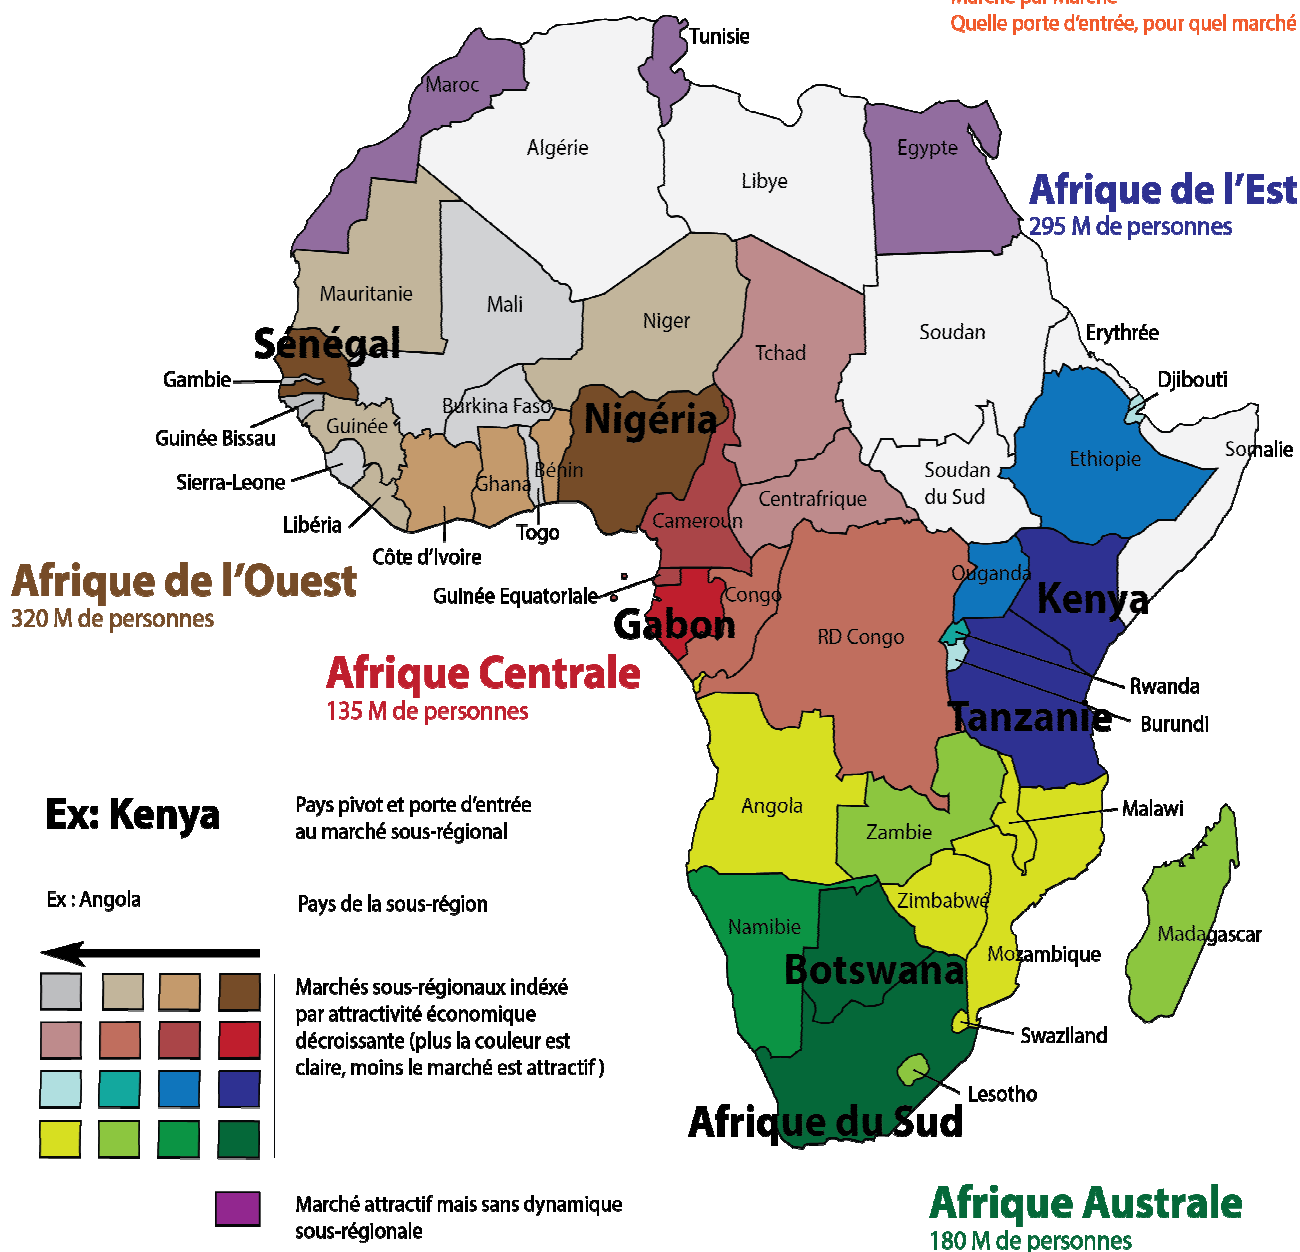 Marché par Marché
Quelle porte d'entrée, pour quel marché
Tunisie
Maroc
Algérie
Libye
Egypte
Afrique de l'Est
295 M de personnes
Mauritanie
Mali
Niger
Tchad
Soudan
Erythrée
Sénégal
Gambie
Djibouti
Guinée Bissau
Guinée
Burkina Faso
Nigéria
Bénin
Ghana
Soudan
du Sud
Ethiopie
Somalie
Sierra-Leone
Libéria
Côte d'Ivoire
Togo
Cameroun
Centrafrique
Afrique de l'Ouest
320 M de personnes
Guinée Equatoriale
Gabon
Congo
RD Congo
Ouganda
Kenya
Afrique Centrale
135 M de personnes
Rwanda
Burundi
Tanzanie
Ex: Kenya
Pays pivot et porte d'entrée
au marché sous-régional
Angola
Zambie
Malawi
Ex : Angola
Pays de la sous-région
Namibie
Zimbabwé
Botswana
Mozambique
Madagascar
Marchés sous-régionaux indéxé
par attractivité économique
décroissante (plus la couleur est
claire, moins le marché est attractif )
Swaziland
Lesotho
Afrique du Sud
Marché attractif mais sans dynamique
sous-régionale
Afrique Australe
180 M de personnes